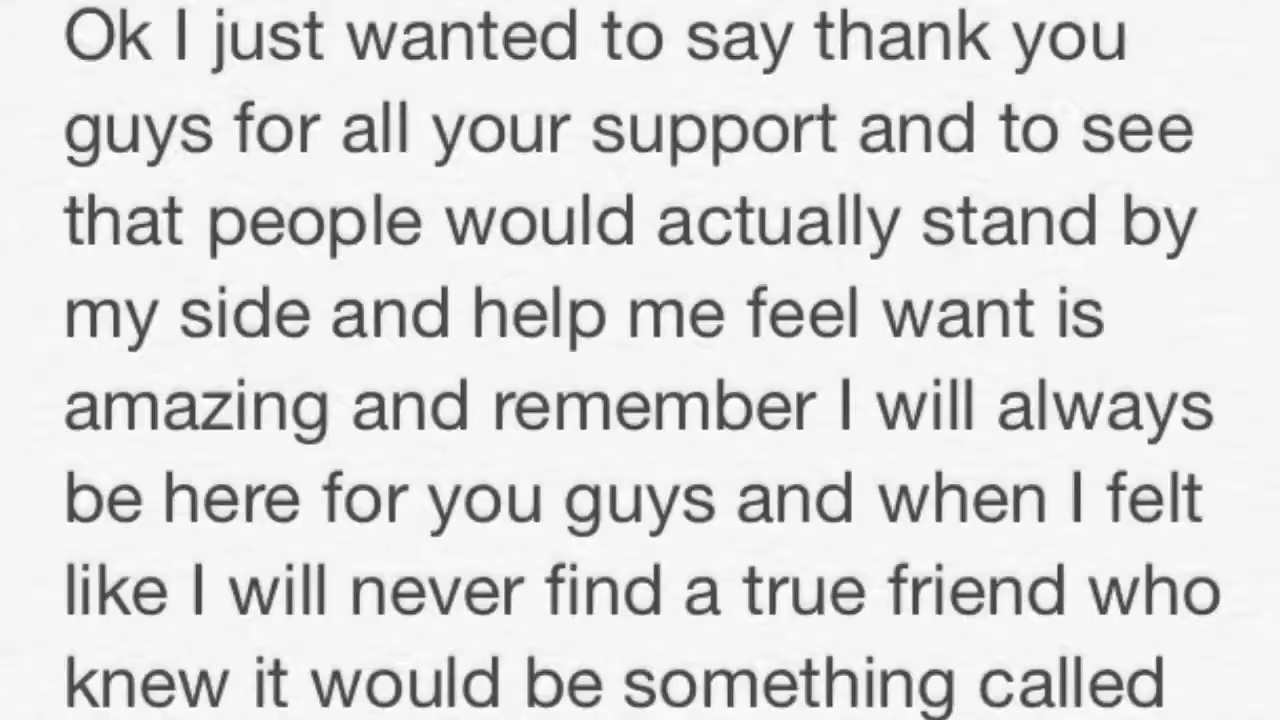 Ok I just wanted to say thank you
guys for all your support and to see
that people would actually stand by
my side and help me feel want is
amazing and remember I will always
be here for you guys and when I felt
like I will never find a true friend who
knew it would be something called